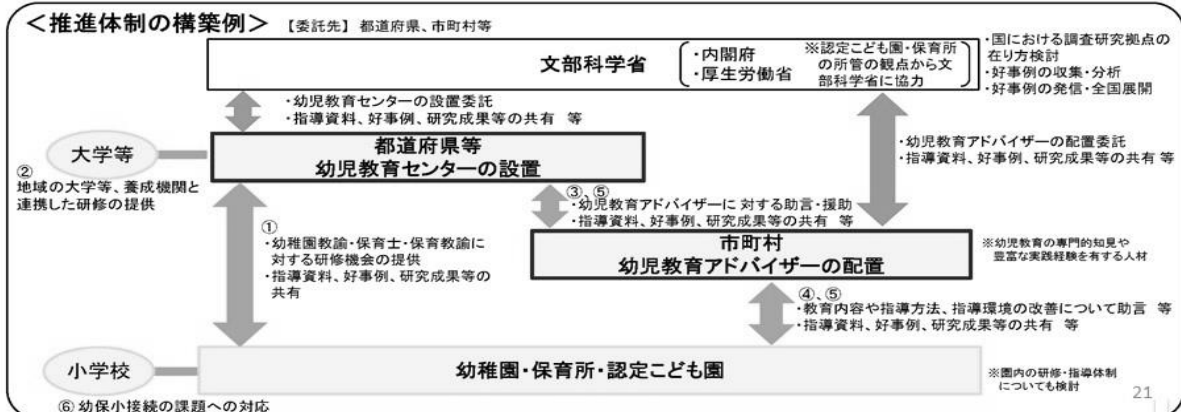 ＜推進体制の構築例＞ 【委託先】 都道府県、市町村等
文部科学省
・内閣府
・厚生労働省
※認定こども園・保育所
の所管の観点から文
部科学省に協力
・国における調査研究拠点の
在り方検討
・好事例の収集・分析
・好事例の発信・全国展開
・幼児教育センターの設置委託
・指導資料、好事例、研究成果等の共有 等
・幼児教育アドバイザーの配置委託
・指導資料、好事例、研究成果等の共有 等
大学等
都道府県等
幼児教育センターの設置
②
地域の大学等、養成機関と
連携した研修の提供
③、⑤
・幼児教育アドバイザーに 対する助言・援助
・指導資料、好事例、研究成果等の共有 等
①
・幼稚園教諭・保育士・保育教諭に
対する研修機会の提供
・指導資料、好事例、研究成果等の
共有
市町村
幼児教育アドバイザーの配置
※幼児教育の専門的知見や
豊富な実践経験を有する人材
④、⑤
・教育内容や指導方法、指導環境の改善について助言 等
・指導資料、好事例、研究成果等の共有 等
小学校
幼稚園・保育所・認定こども園
※園内の研修・指導体制
についても検討
⑥ 幼保小接続の課題への対応
21